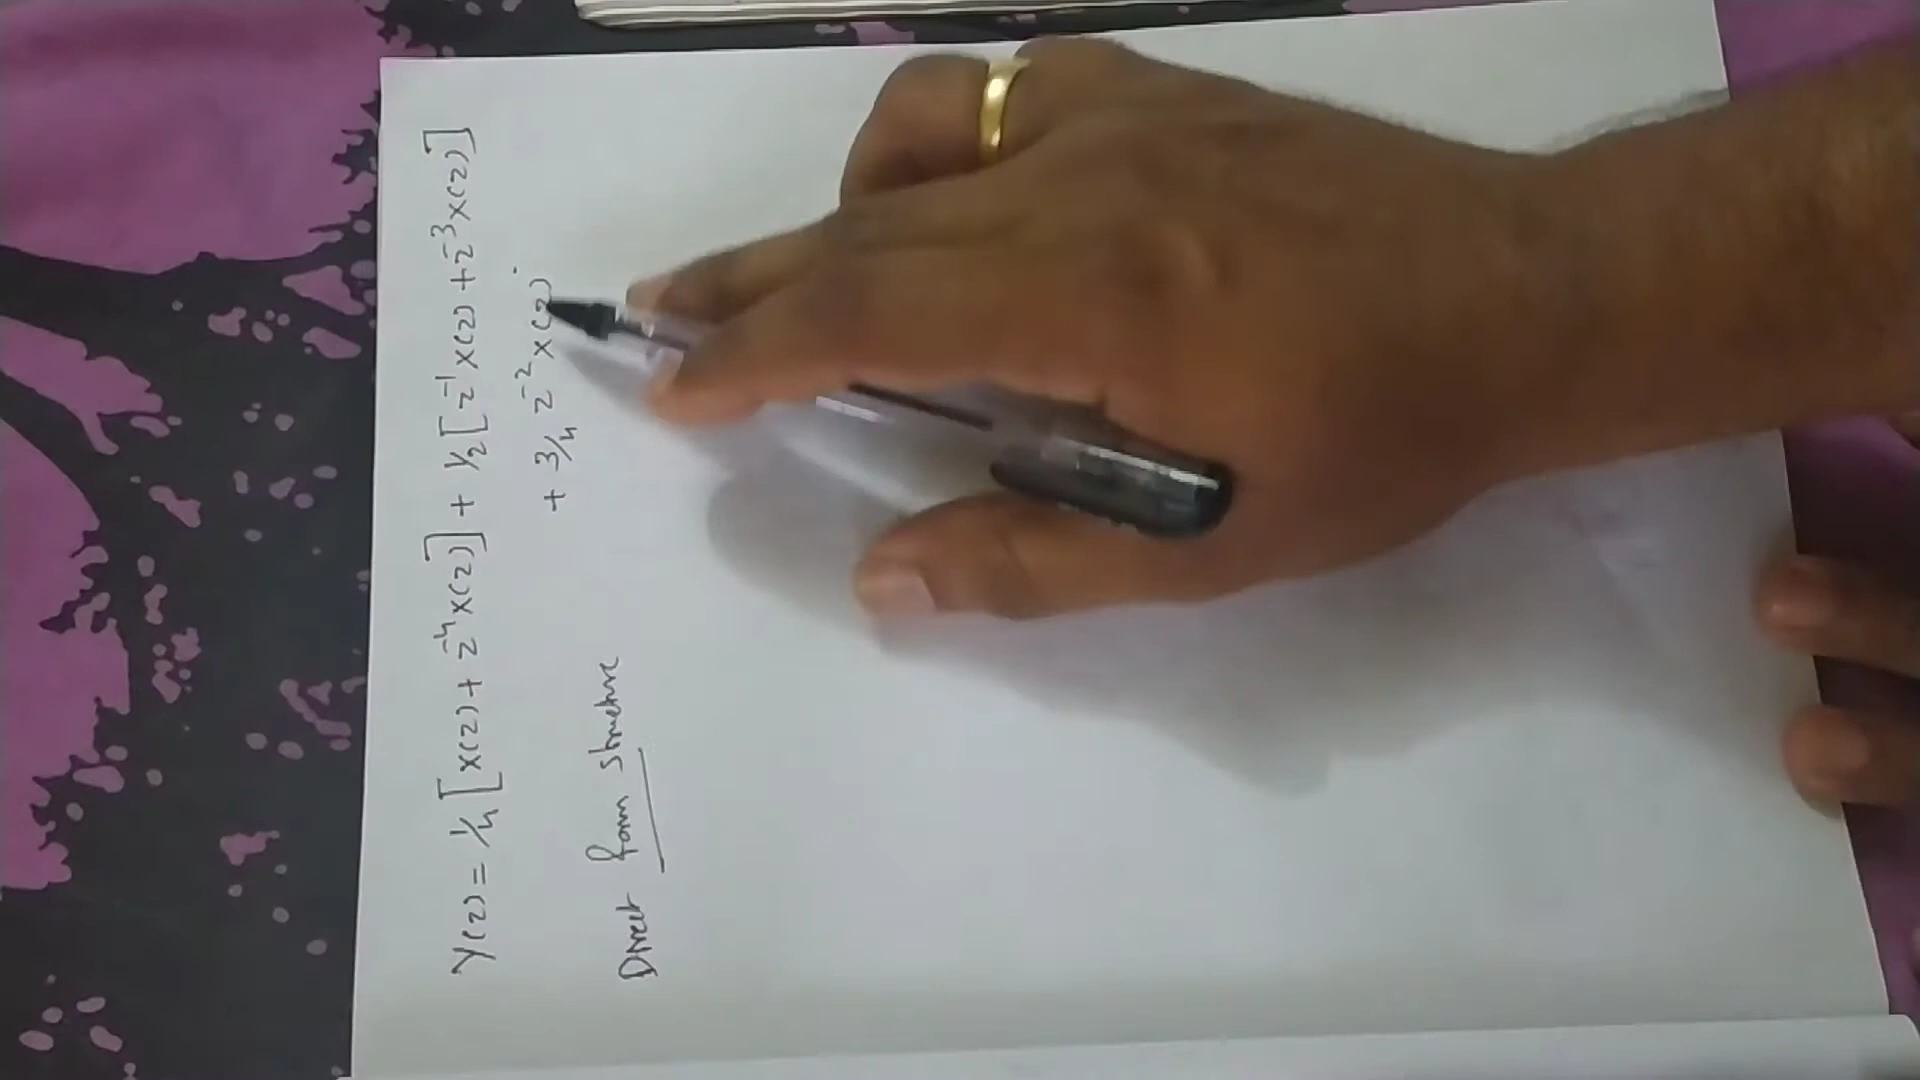 Y(z) = 1/4 [x(z) + z⁻⁴ x(z)] + 1/2 [z⁻¹ x(z) + z⁻³ x(z)]
+ 3/4 z⁻² x(z)
Direct form structure